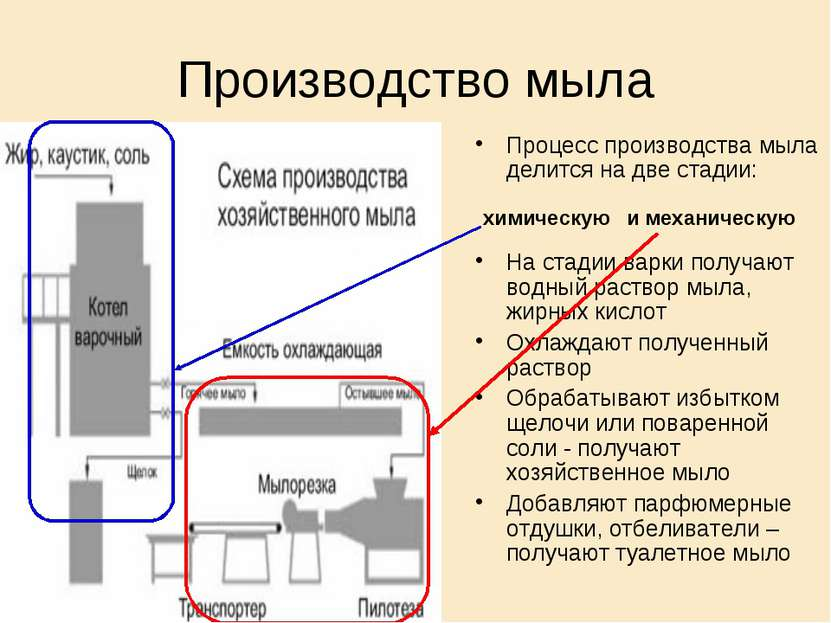 Производство мыла
Жир, каустик, соль
Схема производства
хозяйственного мыла
Котел
варочный
Емкость охлаждающая
Горячее мыло
Остывшее мыло
Щелок
Мылорезка
Транспортер
Пилотеза
• Процесс производства мыла
делится на две стадии:
химическую и механическую
• На стадии варки получают
водный раствор мыла,
жирных кислот
• Охлаждают полученный
раствор
• Обрабатывают избытком
щелочи или поваренной
соли - получают
хозяйственное мыло
• Добавляют парфюмерные
отдушки, отбеливатели –
получают туалетное мыло